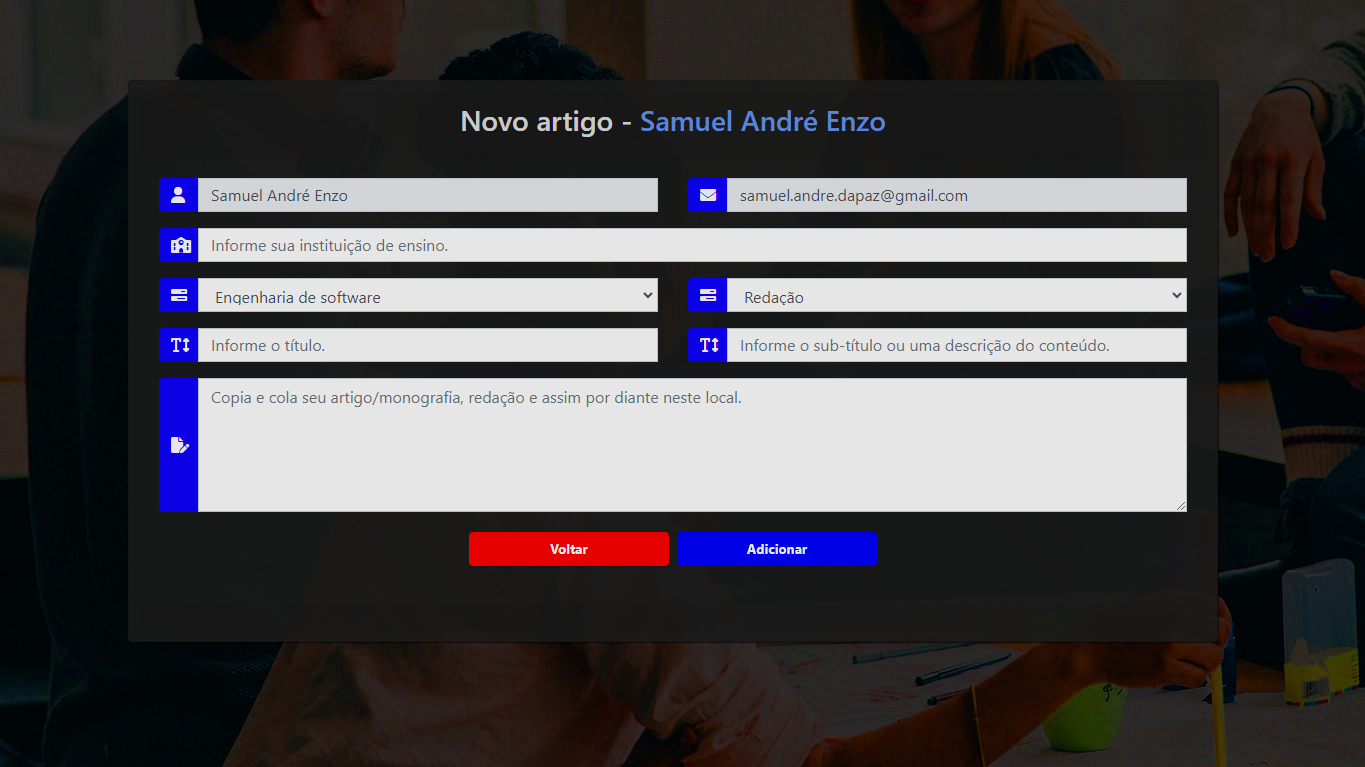 Novo artigo - Samuel André Enzo
Samuel André Enzo
samuel.andre.dapaz@gmail.com
Informe sua instituição de ensino.
Engenharia de software
Redação
Informe o título.
Informe o sub-título ou uma descrição do conteúdo.
Copia e cola seu artigo/monografia, redação e assim por diante neste local.
Voltar
Adicionar